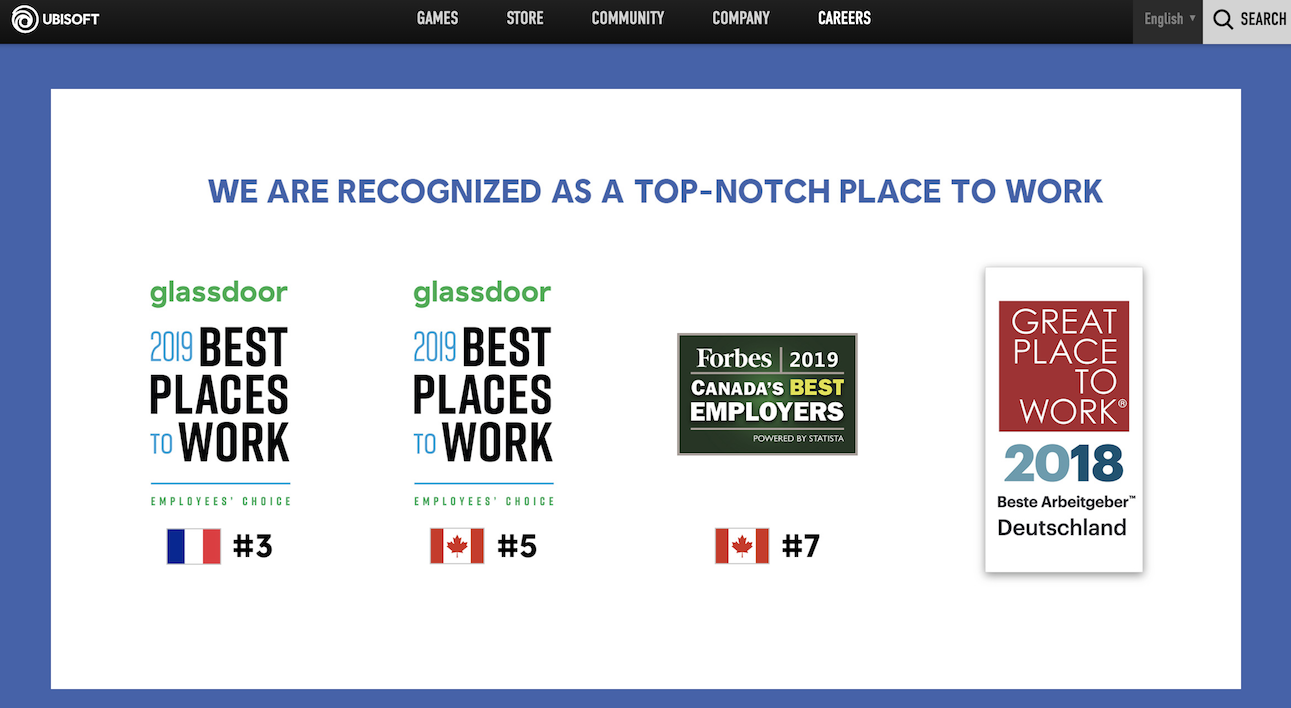 UBISOFT
GAMES STORE COMMUNITY COMPANY CAREERS
English ▾
SEARCH
WE ARE RECOGNIZED AS A TOP-NOTCH PLACE TO WORK
glassdoor
2019 BEST
PLACES
TO WORK
EMPLOYEES' CHOICE
#3
glassdoor
2019 BEST
PLACES
TO WORK
EMPLOYEES' CHOICE
#5
Forbes | 2019
CANADA'S BEST
EMPLOYERS
POWERED BY STATISTA
#7
GREAT
PLACE
TO
WORK®
2018
Beste Arbeitgeber™
Deutschland